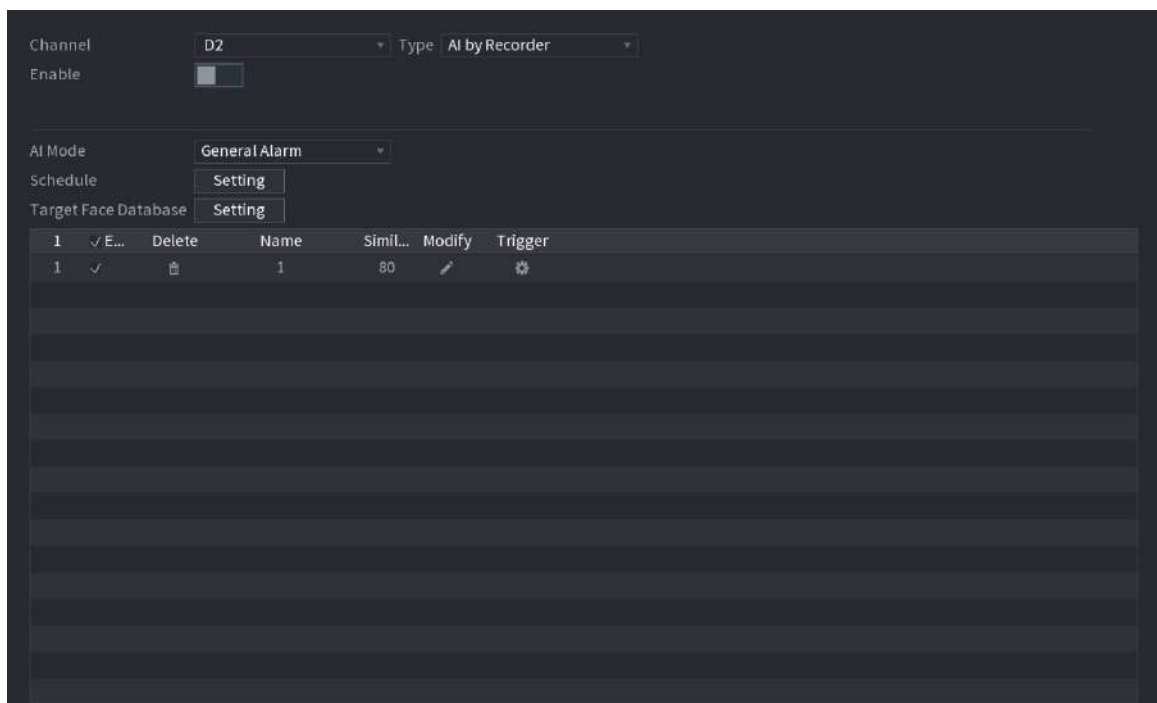 Channel D2 Type AI by Recorder
Enable
AI Mode General Alarm
Schedule Setting
Target Face Database Setting
1 E... Delete Name Simil... Modify Trigger
1 1 80